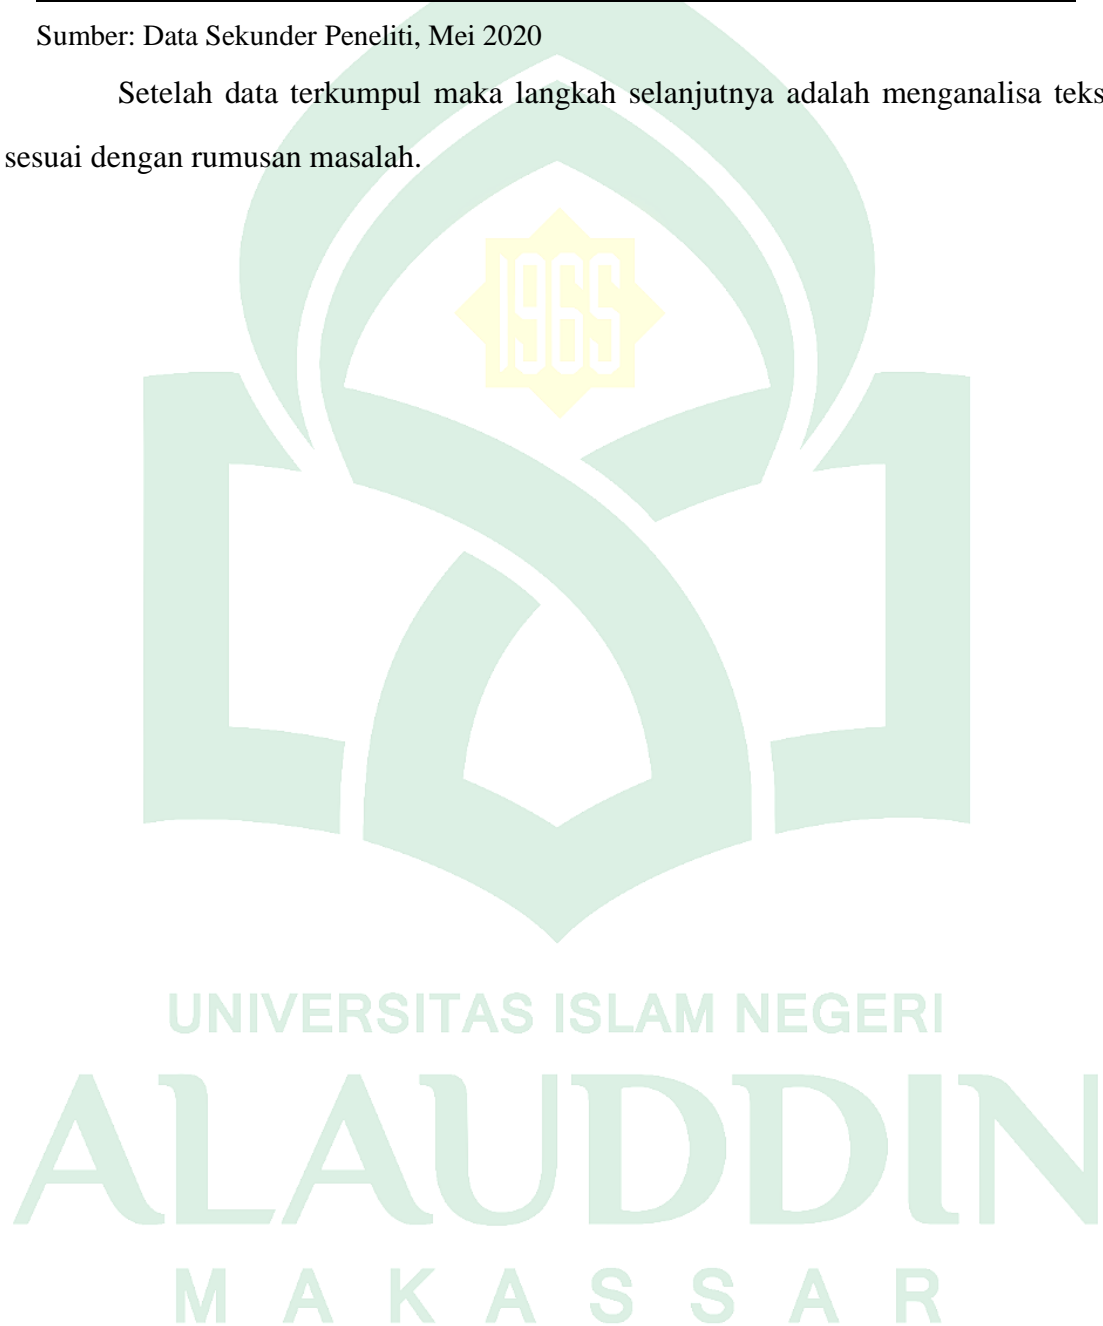 Sumber: Data Sekunder Peneliti, Mei 2020
Setelah data terkumpul maka langkah selanjutnya adalah menganalisa teks
sesuai dengan rumusan masalah.
1965
UNIVERSITAS ISLAM NEGERI
ALAUDDIN
MAKASSAR